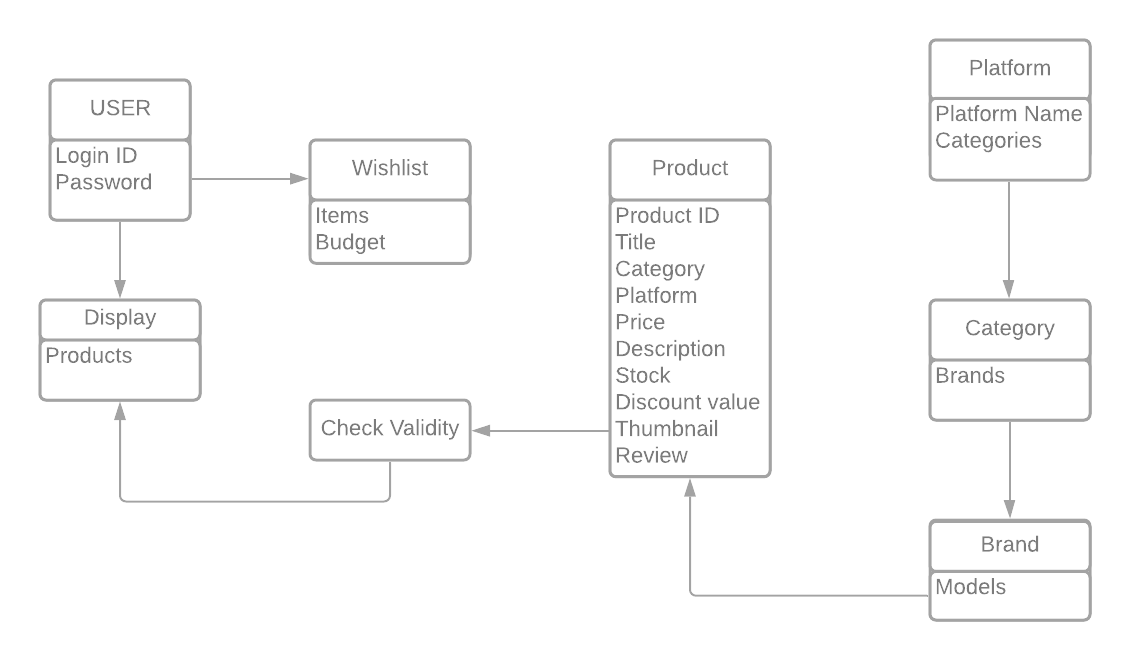 USER
Login ID
Password
Wishlist
Items
Budget
Display
Products
Check Validity
Product
Product ID
Title
Category
Platform
Price
Description
Stock
Discount value
Thumbnail
Review
Platform
Platform Name
Categories
Category
Brands
Brand
Models